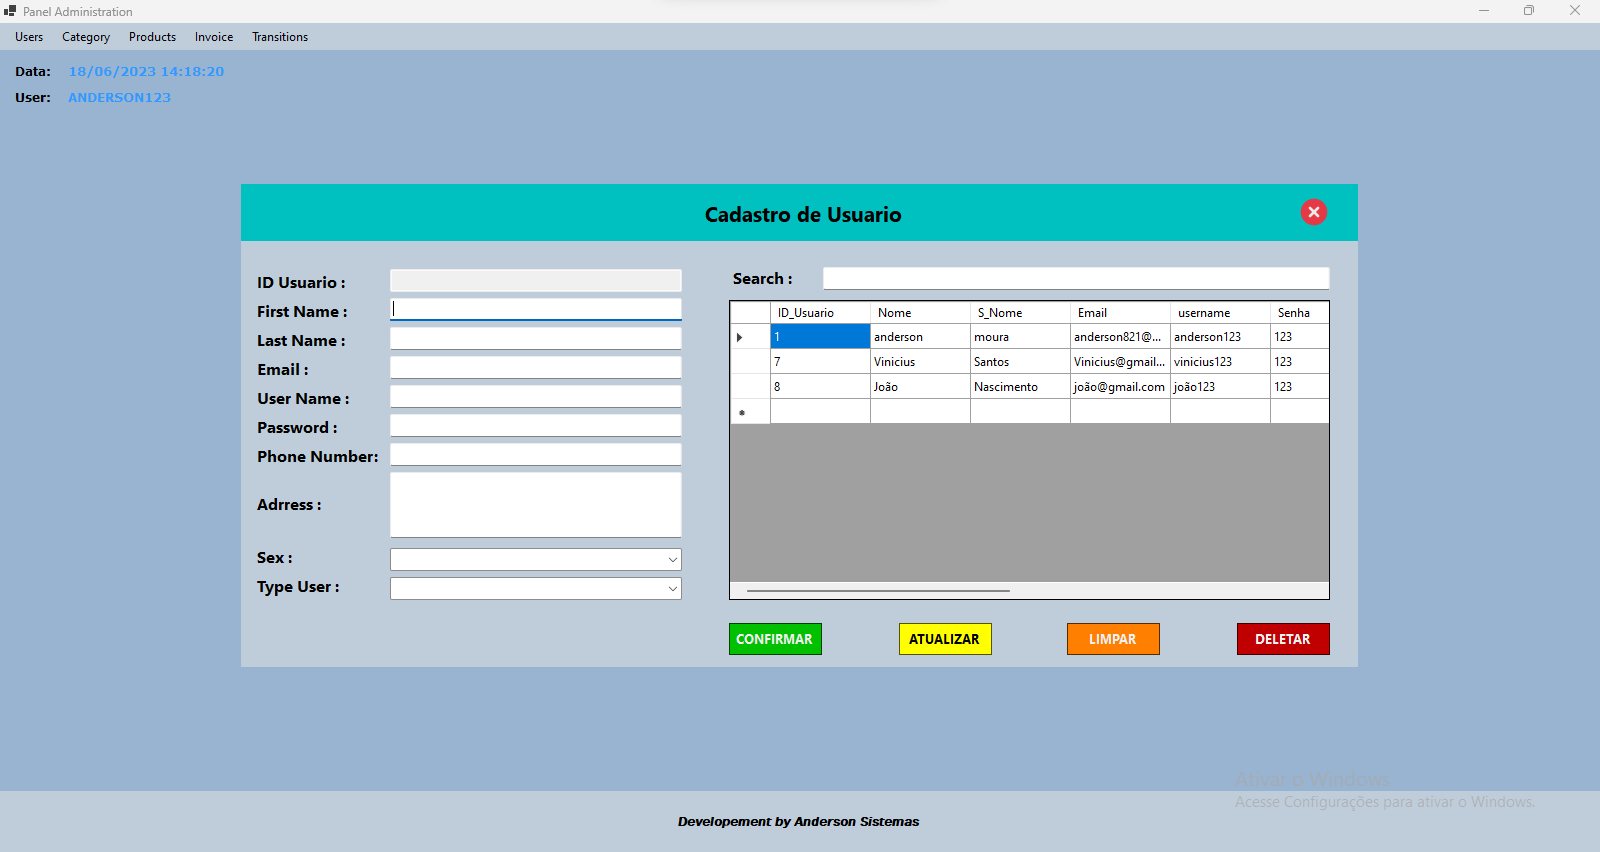 Panel Administration
Users Category Products Invoice Transitions
Data: 18/06/2023 14:18:20
User: ANDERSON123
Cadastro de Usuario
ID Usuario :
First Name :
Last Name :
Email :
User Name :
Password :
Phone Number:
Adrress :
Sex :
Type User :
Search :
ID_Usuario Nome S_Nome Email username Senha
1 anderson moura anderson821@... anderson123 123
7 Vinicius Santos Vinicius@gmail... vinicius123 123
8 João Nascimento joão@gmail.com joão123 123
CONFIRMAR ATUALIZAR LIMPAR DELETAR
Ativar o Windows
Acesse Configurações para ativar o Windows.
Developement by Anderson Sistemas